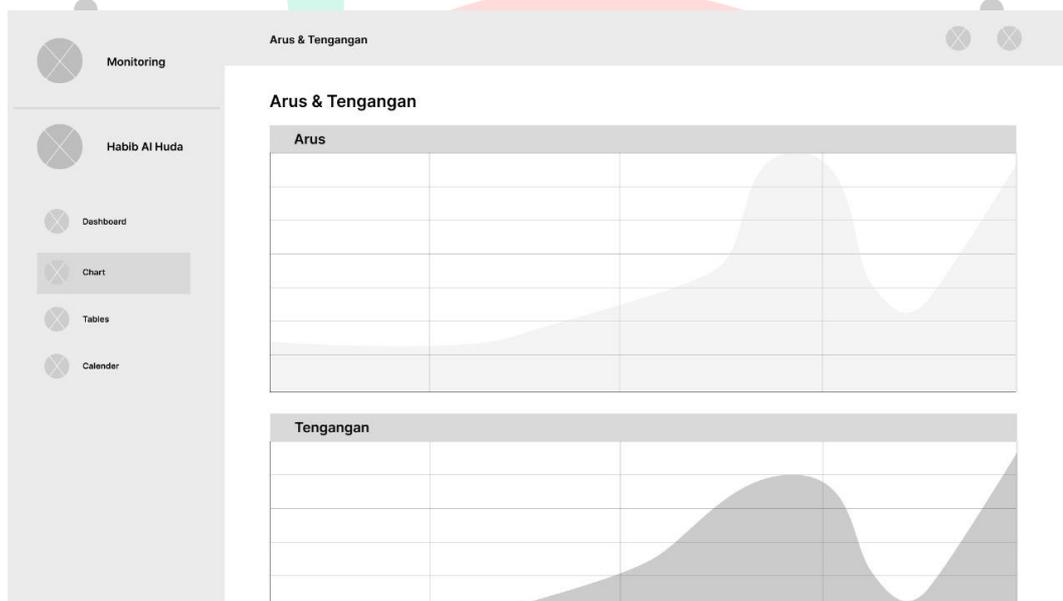 Monitoring
Habib Al Huda
Dashboard
Chart
Tables
Calender
Arus & Tengangan
Arus & Tengangan
Arus
Tengangan